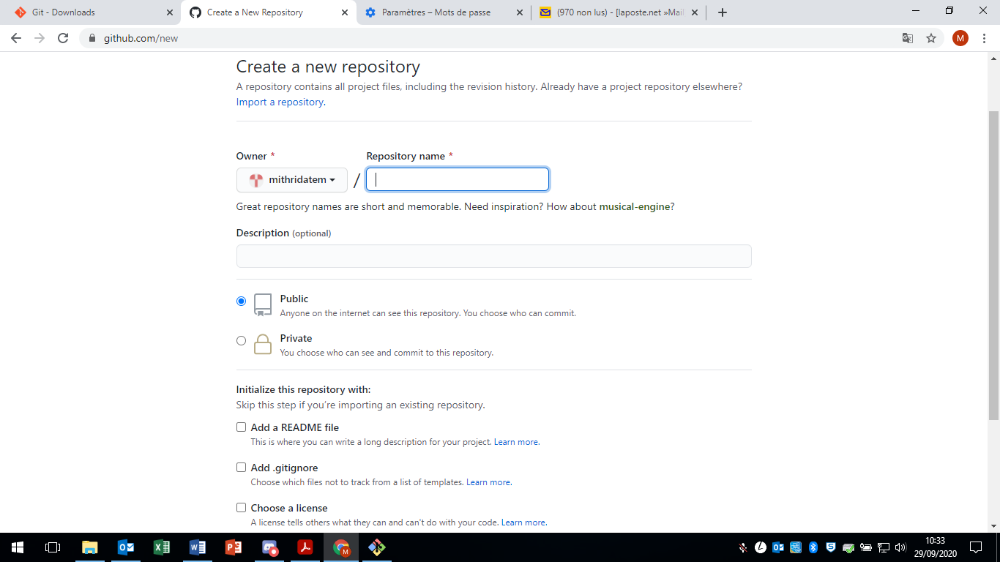 Git - Downloads
Create a New Repository
Paramètres – Mots de passe
(970 non lus) - [laposte.net »Mail
github.com/new
M
Create a new repository
A repository contains all project files, including the revision history. Already have a project repository elsewhere?
Import a repository.
Owner * Repository name *
mithridatem / 
Great repository names are short and memorable. Need inspiration? How about musical-engine?
Description (optional)
Public
Anyone on the internet can see this repository. You choose who can commit.
Private
You choose who can see and commit to this repository.
Initialize this repository with:
Skip this step if you're importing an existing repository.
Add a README file
This is where you can write a long description for your project. Learn more.
Add .gitignore
Choose which files not to track from a list of templates. Learn more.
Choose a license
A license tells others what they can and can't do with your code. Learn more.
10:33
29/09/2020